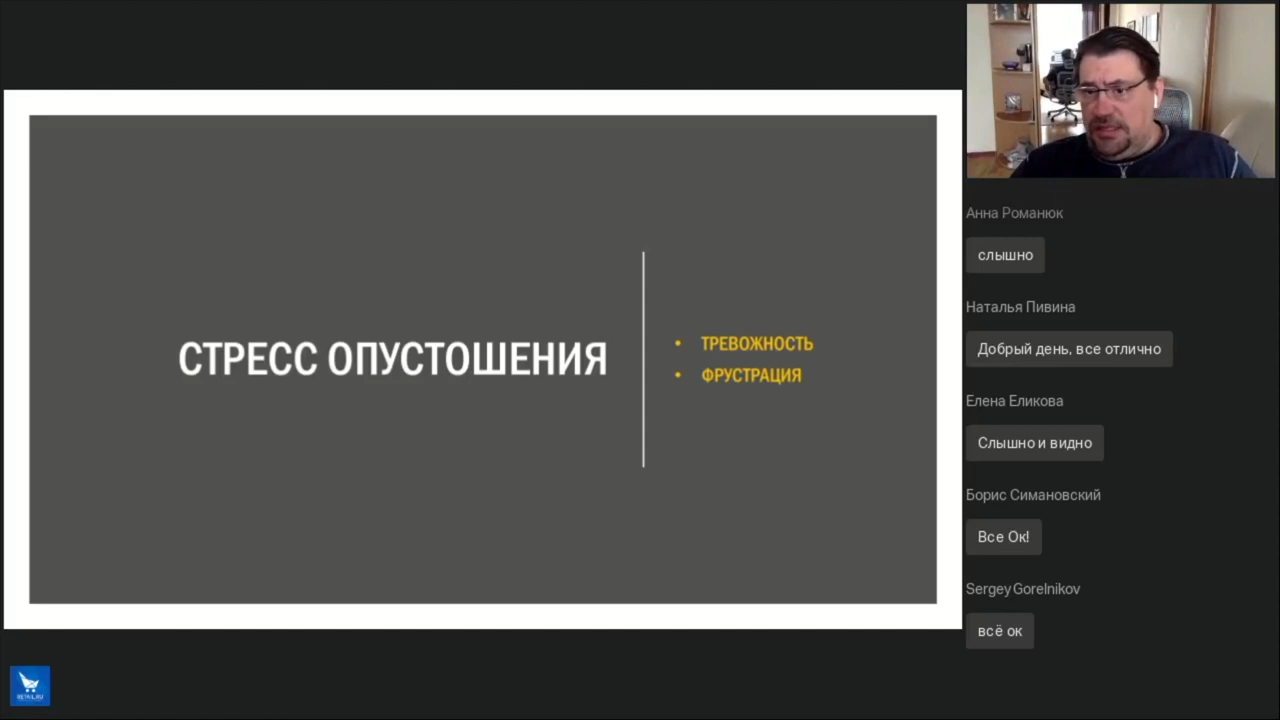 СТРЕСС ОПУСТОШЕНИЯ
• ТРЕВОЖНОСТЬ
• ФРУСТРАЦИЯ
Анна Романюк
слышно
Наталья Пивина
Добрый день, все отлично
Елена Еликова
Слышно и видно
Борис Симановский
Все Ок!
Sergey Gorelnikov
всё ок